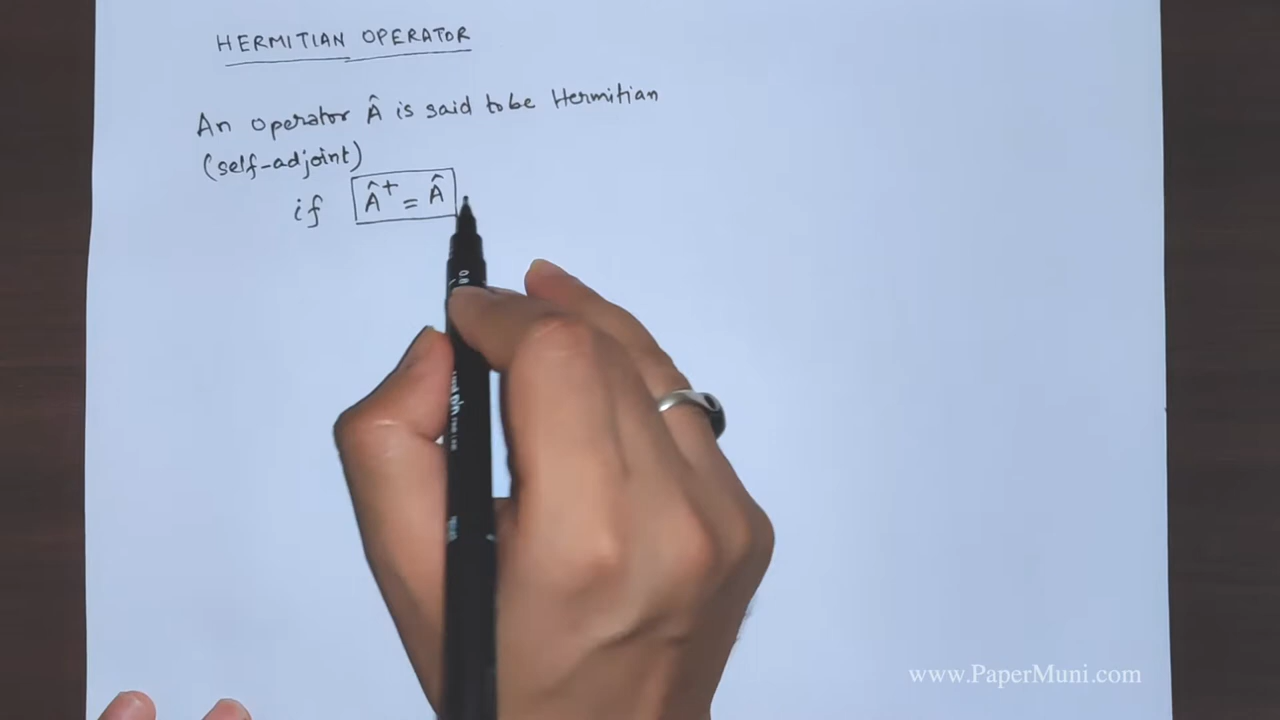 HERMITIAN OPERATOR
An operator Â is said to be Hermitian
(self-adjoint)
if Â† = Â
www.PaperMuni.com